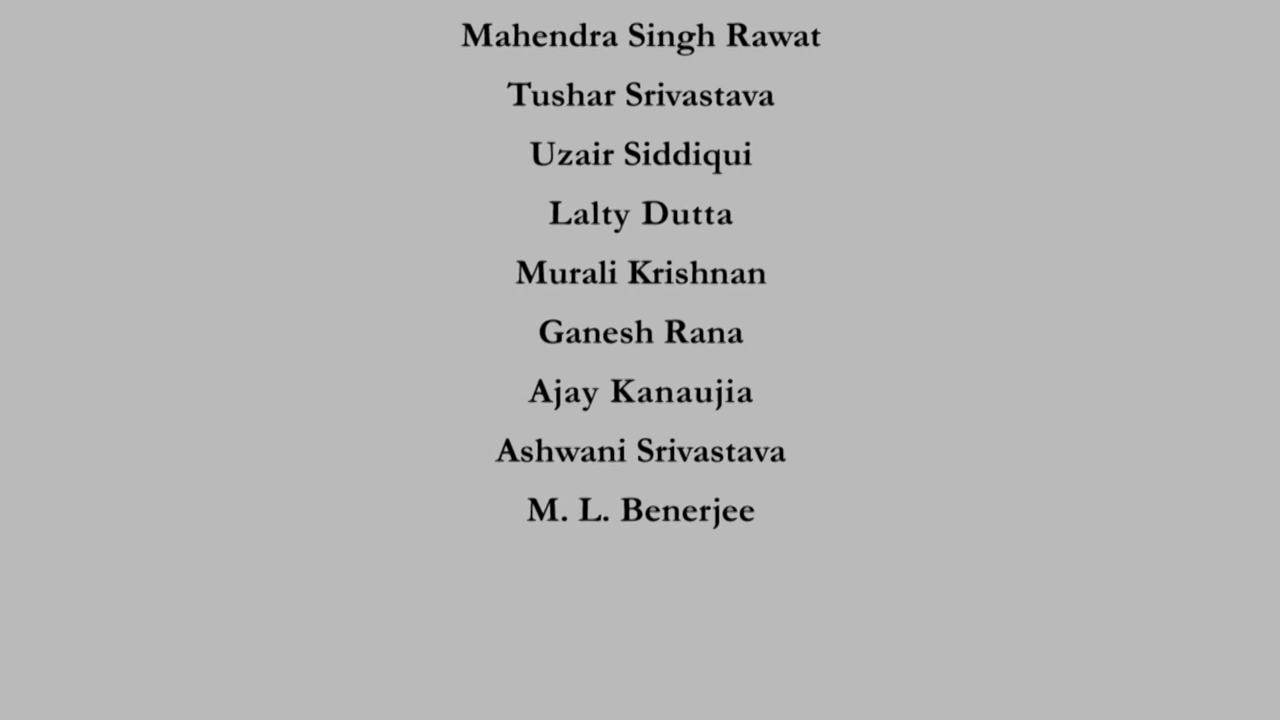 Mahendra Singh Rawat
Tushar Srivastava
Uzair Siddiqui
Lalty Dutta
Murali Krishnan
Ganesh Rana
Ajay Kanaujia
Ashwani Srivastava
M. L. Benerjee